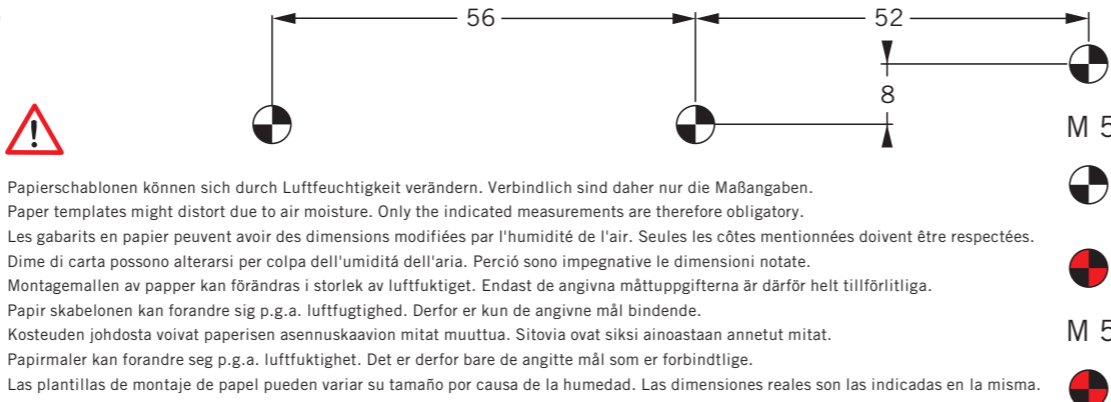 56
52
8
M 5
Papierschablonen können sich durch Luftfeuchtigkeit verändern. Verbindlich sind daher nur die Maßangaben.
Paper templates might distort due to air moisture. Only the indicated measurements are therefore obligatory.
Les gabarits en papier peuvent avoir des dimensions modifiées par l'humidité de l'air. Seules les côtes mentionnées doivent être respectées.
Dime di carta possono alterarsi per colpa dell'umiditá dell'aria. Perció sono impegnative le dimensioni notate.
Montagemallen av papper kan förändras i storlek av luftfuktiget. Endast de angivna måttuppgifterna är därför helt tillförlitliga.
Papir skabelonen kan forandre sig p.g.a. luftfugtighed. Derfor er kun de angivne mål bindende.
Kosteuden johdosta voivat paperisen asennuskaavion mitat muuttua. Sitovia ovat siksi ainoastaan annetut mitat.
Papirmaler kan forandre seg p.g.a. luftfuktighet. Det er derfor bare de angitte mål som er forbindtlige.
M 5
Las plantillas de montaje de papel pueden variar su tamaño por causa de la humedad. Las dimensiones reales son las indicadas en la misma.